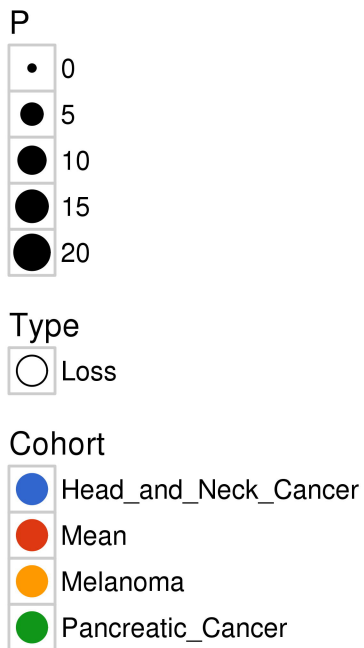 P
0
5
10
15
20
Type
Loss
Cohort
Head_and_Neck_Cancer
Mean
Melanoma
Pancreatic_Cancer